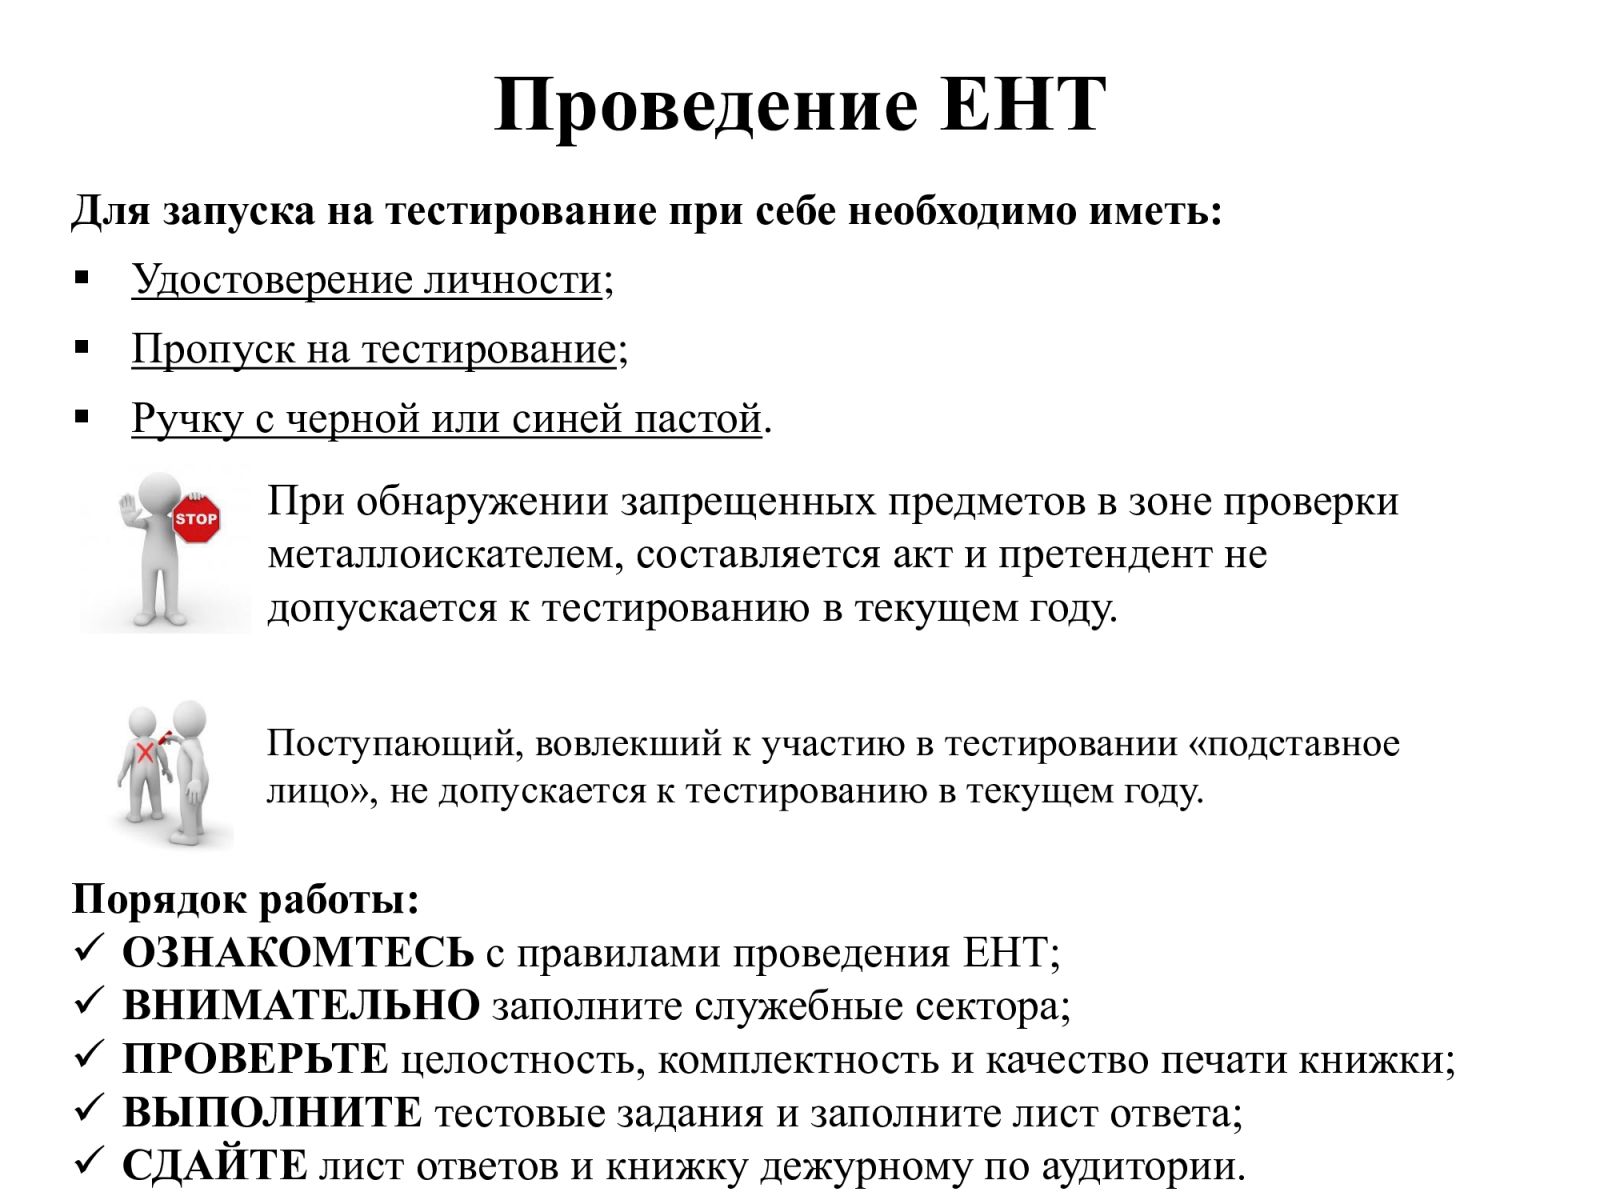 Проведение ЕНТ
Для запуска на тестирование при себе необходимо иметь:
▪ Удостоверение личности;
▪ Пропуск на тестирование;
▪ Ручку с черной или синей пастой.
STOP
При обнаружении запрещенных предметов в зоне проверки
металлоискателем, составляется акт и претендент не
допускается к тестированию в текущем году.
Поступающий, вовлекший к участию в тестировании «подставное
лицо», не допускается к тестированию в текущем году.
Порядок работы:
✓ ОЗНАКОМТЕСЬ с правилами проведения ЕНТ;
✓ ВНИМАТЕЛЬНО заполните служебные сектора;
✓ ПРОВЕРЬТЕ целостность, комплектность и качество печати книжки;
✓ ВЫПОЛНИТЕ тестовые задания и заполните лист ответа;
✓ СДАЙТЕ лист ответов и книжку дежурному по аудитории.